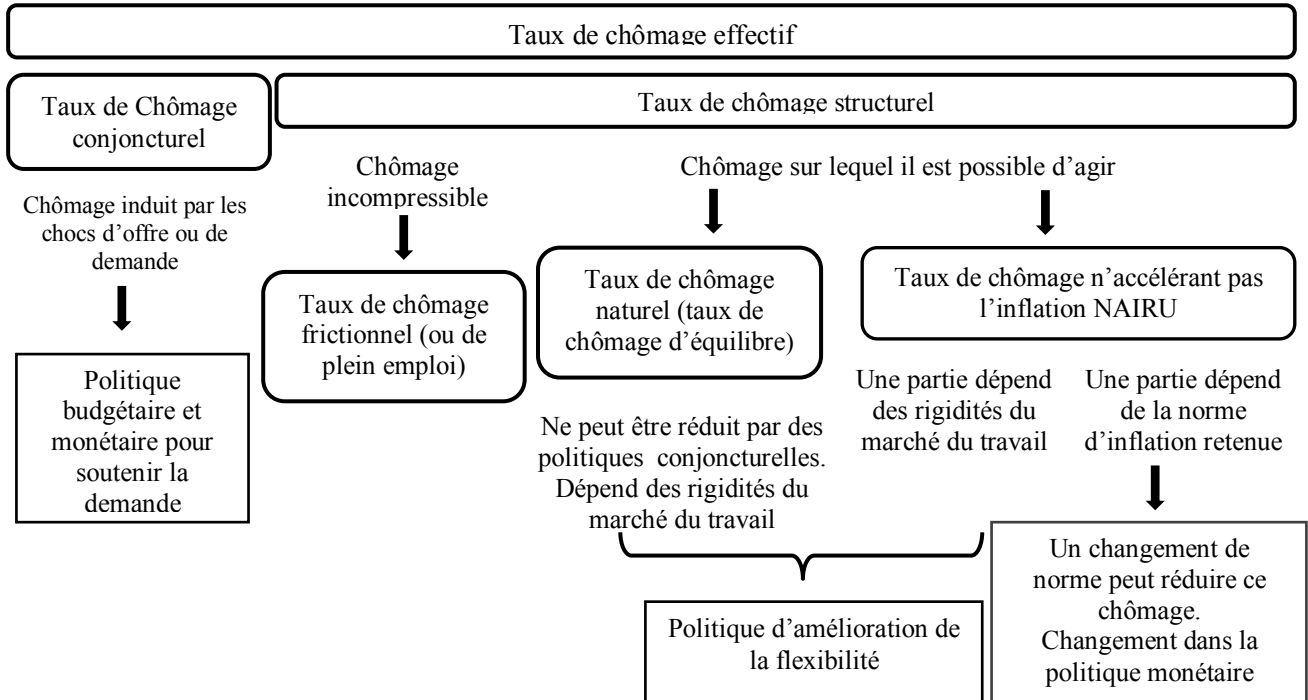 Taux de chômage effectif
Taux de Chômage
conjoncturel
Taux de chômage structurel
Chômage induit par les
chocs d’offre ou de
demande
Politique
budgétaire et
monétaire pour
soutenir la
demande
Chômage
incompressible
Taux de chômage
frictionnel (ou de
plein emploi)
Chômage sur lequel il est possible d’agir
Taux de chômage
naturel (taux de
chômage d’équilibre)
Ne peut être réduit par des
politiques conjoncturelles.
Dépend des rigidités du
marché du travail
Taux de chômage n’accélérant pas
l’inflation NAIRU
Une partie dépend
des rigidités du
marché du travail
Une partie dépend
de la norme
d’inflation retenue
Politique d’amélioration de
la flexibilité
Un changement de
norme peut réduire ce
chômage.
Changement dans la
politique monétaire